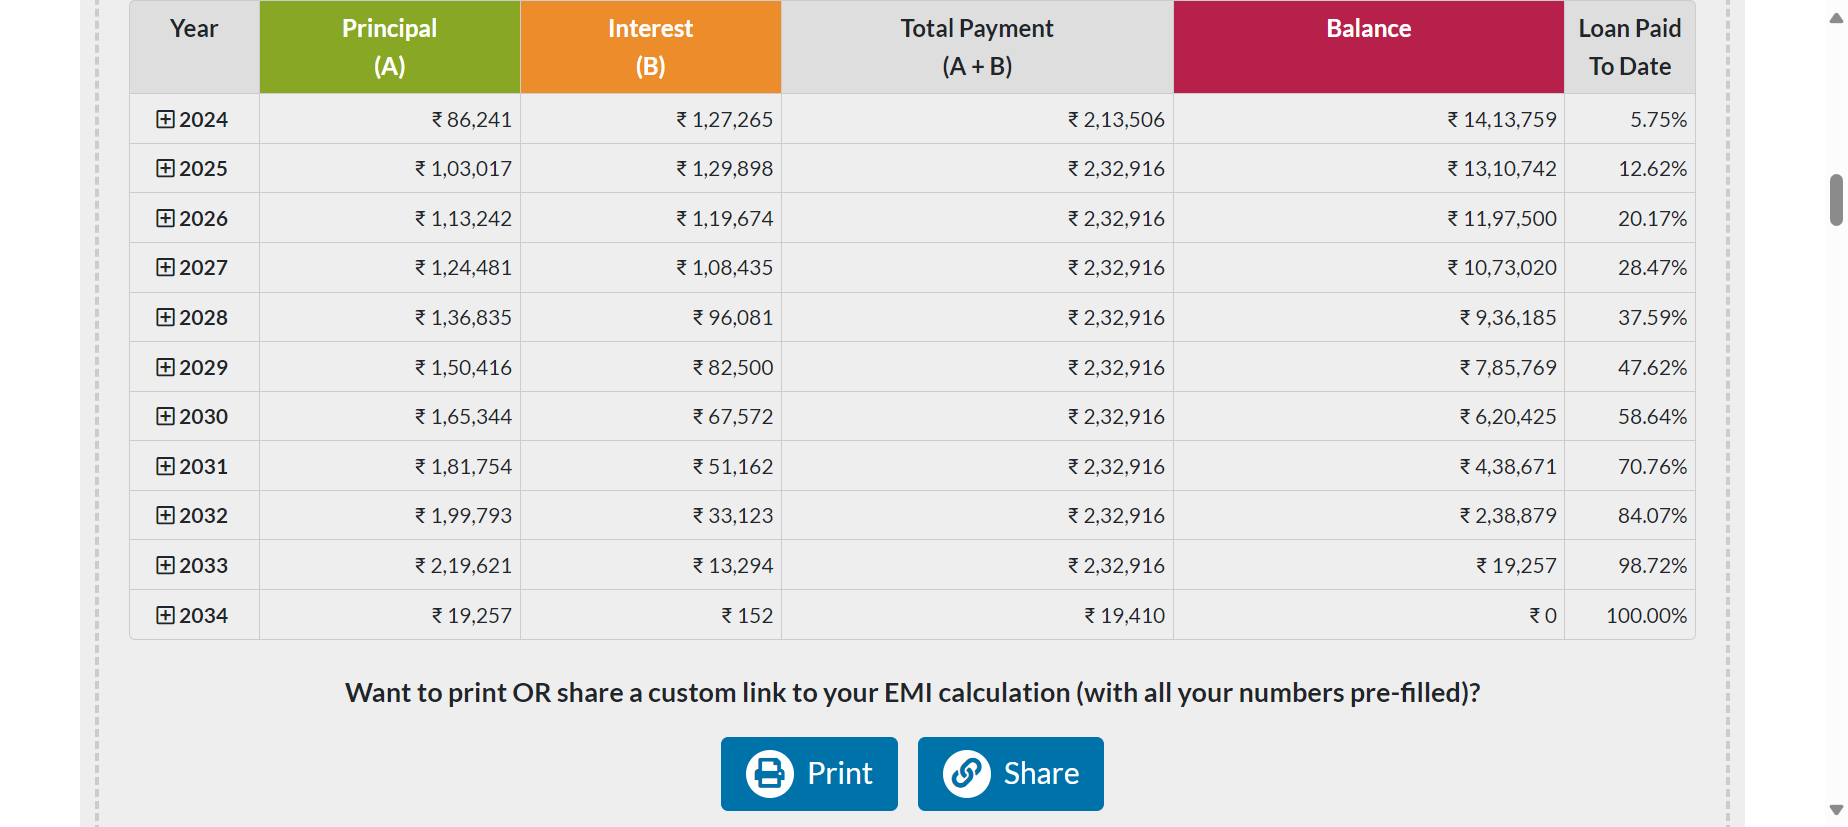 Year Principal Interest Total Payment Balance Loan Paid
(A) (B) (A + B) To Date
2024 ₹ 86,241 ₹ 1,27,265 ₹ 2,13,506 ₹ 14,13,759 5.75%
2025 ₹ 1,03,017 ₹ 1,29,898 ₹ 2,32,916 ₹ 13,10,742 12.62%
2026 ₹ 1,13,242 ₹ 1,19,674 ₹ 2,32,916 ₹ 11,97,500 20.17%
2027 ₹ 1,24,481 ₹ 1,08,435 ₹ 2,32,916 ₹ 10,73,020 28.47%
2028 ₹ 1,36,835 ₹ 96,081 ₹ 2,32,916 ₹ 9,36,185 37.59%
2029 ₹ 1,50,416 ₹ 82,500 ₹ 2,32,916 ₹ 7,85,769 47.62%
2030 ₹ 1,65,344 ₹ 67,572 ₹ 2,32,916 ₹ 6,20,425 58.64%
2031 ₹ 1,81,754 ₹ 51,162 ₹ 2,32,916 ₹ 4,38,671 70.76%
2032 ₹ 1,99,793 ₹ 33,123 ₹ 2,32,916 ₹ 2,38,879 84.07%
2033 ₹ 2,19,621 ₹ 13,294 ₹ 2,32,916 ₹ 19,257 98.72%
2034 ₹ 19,257 ₹ 152 ₹ 19,410 ₹ 0 100.00%
Want to print OR share a custom link to your EMI calculation (with all your numbers pre-filled)?
Print Share